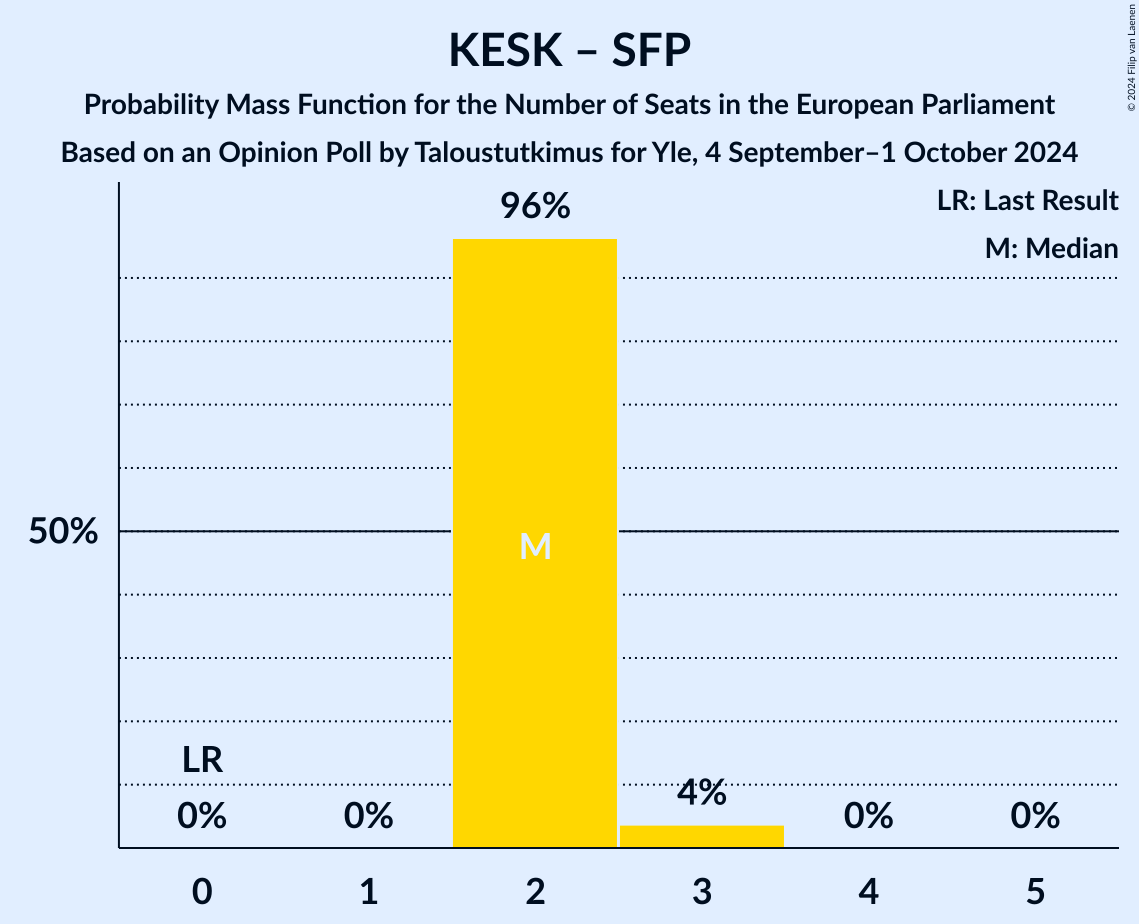 KESK – SFP
Probability Mass Function for the Number of Seats in the European Parliament
Based on an Opinion Poll by Taloustutkimus for Yle, 4 September–1 October 2024
© 2024 Filip van Laenen
LR: Last Result
M: Median
96%
50%
M
LR
0%
0%
4%
0%
0%
0
1
2
3
4
5